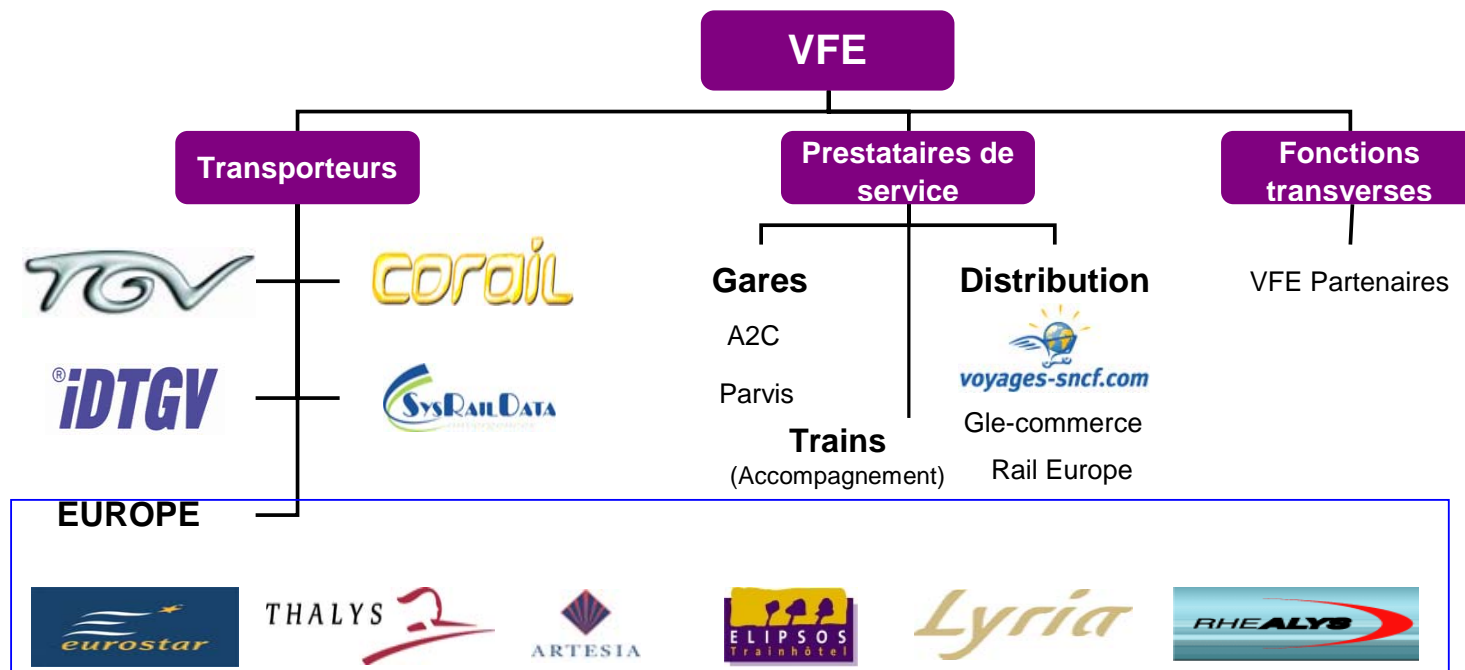 VFE
Transporteurs
Prestataires de
service
Fonctions
transverses
TGV
corail
®iDTGV
SYSRAILDATA
EUROPE
Gares
A2C
Parvis
Trains
(Accompagnement)
Distribution
voyages-sncf.com
Gle-commerce
Rail Europe
VFE Partenaires
eurostar
THALYS
ARTESIA
ELIPSOS
Trainhôtel
Lyria
RHEALYS